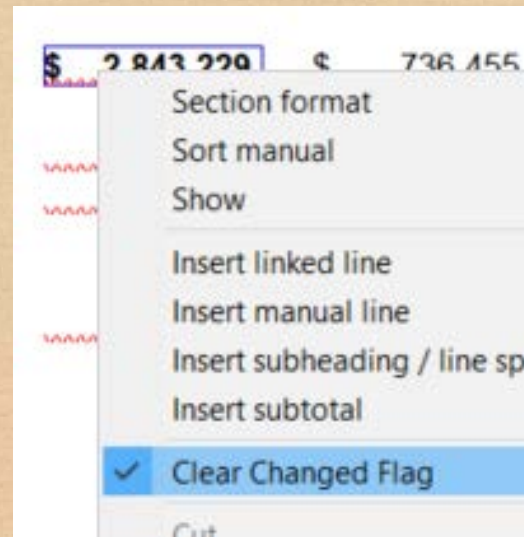 $ 2,843,229 $ 736,455
Section format
Sort manual
Show
Insert linked line
Insert manual line
Insert subheading / line sp
Insert subtotal
Clear Changed Flag
Cut